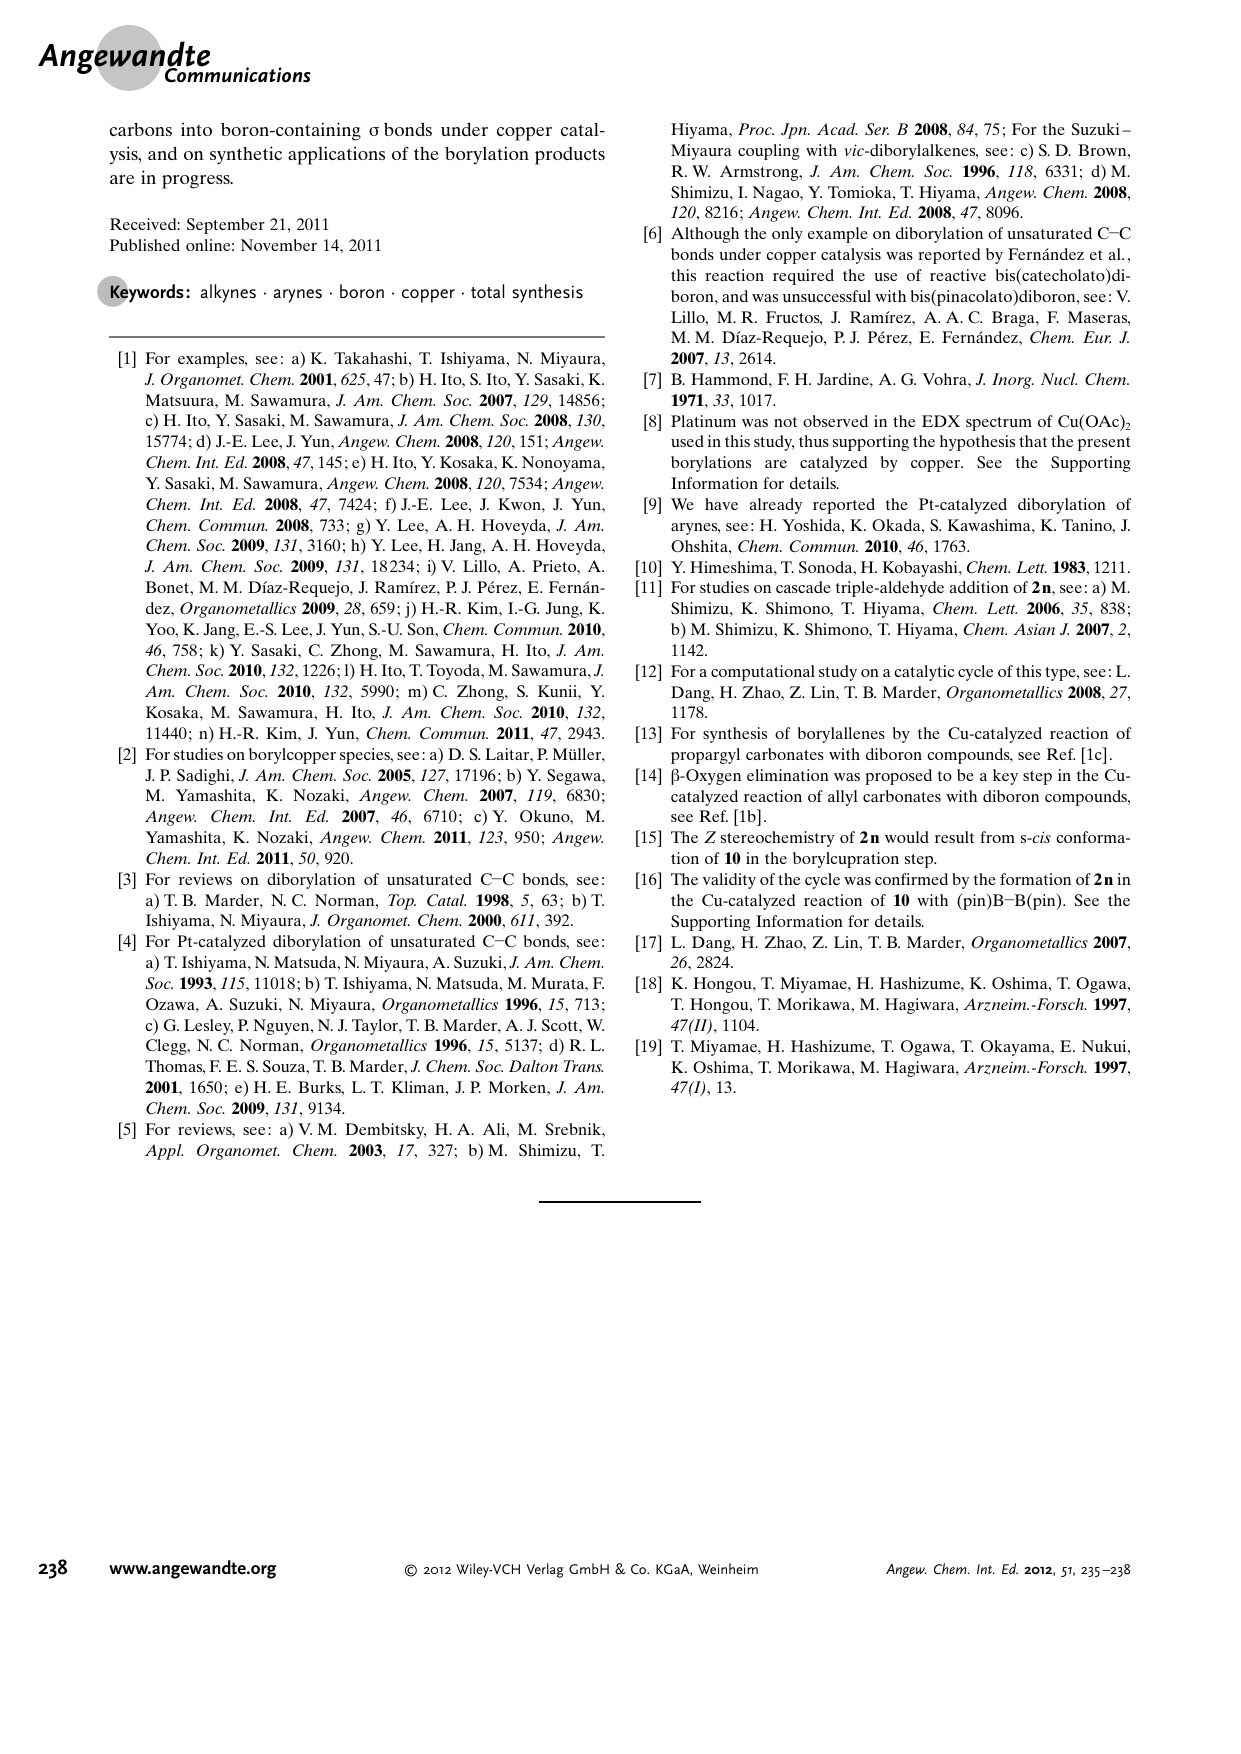 Angewandte
Communications
carbons into boron-containing σ bonds under copper catal-
ysis, and on synthetic applications of the borylation products
are in progress.
Received: September 21, 2011
Published online: November 14, 2011
Keywords: alkynes · arynes · boron · copper · total synthesis
[1] For examples, see: a) K. Takahashi, T. Ishiyama, N. Miyaura,
J. Organomet. Chem. 2001, 625, 47; b) H. Ito, S. Ito, Y. Sasaki, K.
Matsuura, M. Sawamura, J. Am. Chem. Soc. 2007, 129, 14856;
c) H. Ito, Y. Sasaki, M. Sawamura, J. Am. Chem. Soc. 2008, 130,
15774; d) J.-E. Lee, J. Yun, Angew. Chem. 2008, 120, 151; Angew.
Chem. Int. Ed. 2008, 47, 145; e) H. Ito, Y. Kosaka, K. Nonoyama,
Y. Sasaki, M. Sawamura, Angew. Chem. 2008, 120, 7534; Angew.
Chem. Int. Ed. 2008, 47, 7424; f) J.-E. Lee, J. Kwon, J. Yun,
Chem. Commun. 2008, 733; g) Y. Lee, A. H. Hoveyda, J. Am.
Chem. Soc. 2009, 131, 3160; h) Y. Lee, H. Jang, A. H. Hoveyda,
J. Am. Chem. Soc. 2009, 131, 18234; i) V. Lillo, A. Prieto, A.
Bonet, M. M. Díaz-Requejo, J. Ramírez, P. J. Pérez, E. Fernán-
dez, Organometallics 2009, 28, 659; j) H.-R. Kim, I.-G. Jung, K.
Yoo, K. Jang, E.-S. Lee, J. Yun, S.-U. Son, Chem. Commun. 2010,
46, 758; k) Y. Sasaki, C. Zhong, M. Sawamura, H. Ito, J. Am.
Chem. Soc. 2010, 132, 1226; l) H. Ito, T. Toyoda, M. Sawamura, J.
Am. Chem. Soc. 2010, 132, 5990; m) C. Zhong, S. Kunii, Y.
Kosaka, M. Sawamura, H. Ito, J. Am. Chem. Soc. 2010, 132,
11440; n) H.-R. Kim, J. Yun, Chem. Commun. 2011, 47, 2943.
[2] For studies on borylcopper species, see: a) D. S. Laitar, P. Müller,
J. P. Sadighi, J. Am. Chem. Soc. 2005, 127, 17196; b) Y. Segawa,
M. Yamashita, K. Nozaki, Angew. Chem. 2007, 119, 6830;
Angew. Chem. Int. Ed. 2007, 46, 6710; c) Y. Okuno, M.
Yamashita, K. Nozaki, Angew. Chem. 2011, 123, 950; Angew.
Chem. Int. Ed. 2011, 50, 920.
[3] For reviews on diborylation of unsaturated C−C bonds, see:
a) T. B. Marder, N. C. Norman, Top. Catal. 1998, 5, 63; b) T.
Ishiyama, N. Miyaura, J. Organomet. Chem. 2000, 611, 392.
[4] For Pt-catalyzed diborylation of unsaturated C−C bonds, see:
a) T. Ishiyama, N. Matsuda, N. Miyaura, A. Suzuki, J. Am. Chem.
Soc. 1993, 115, 11018; b) T. Ishiyama, N. Matsuda, M. Murata, F.
Ozawa, A. Suzuki, N. Miyaura, Organometallics 1996, 15, 713;
c) G. Lesley, P. Nguyen, N. J. Taylor, T. B. Marder, A. J. Scott, W.
Clegg, N. C. Norman, Organometallics 1996, 15, 5137; d) R. L.
Thomas, F. E. S. Souza, T. B. Marder, J. Chem. Soc. Dalton Trans.
2001, 1650; e) H. E. Burks, L. T. Kliman, J. P. Morken, J. Am.
Chem. Soc. 2009, 131, 9134.
[5] For reviews, see: a) V. M. Dembitsky, H. A. Ali, M. Srebnik,
Appl. Organomet. Chem. 2003, 17, 327; b) M. Shimizu, T.
Hiyama, Proc. Jpn. Acad. Ser. B 2008, 84, 75; For the Suzuki–
Miyaura coupling with vic-diborylalkenes, see: c) S. D. Brown,
R. W. Armstrong, J. Am. Chem. Soc. 1996, 118, 6331; d) M.
Shimizu, I. Nagao, Y. Tomioka, T. Hiyama, Angew. Chem. 2008,
120, 8216; Angew. Chem. Int. Ed. 2008, 47, 8096.
[6] Although the only example on diborylation of unsaturated C−C
bonds under copper catalysis was reported by Fernández et al.,
this reaction required the use of reactive bis(catecholato)di-
boron, and was unsuccessful with bis(pinacolato)diboron, see: V.
Lillo, M. R. Fructos, J. Ramírez, A. A. C. Braga, F. Maseras,
M. M. Díaz-Requejo, P. J. Pérez, E. Fernández, Chem. Eur. J.
2007, 13, 2614.
[7] B. Hammond, F. H. Jardine, A. G. Vohra, J. Inorg. Nucl. Chem.
1971, 33, 1017.
[8] Platinum was not observed in the EDX spectrum of Cu(OAc)₂
used in this study, thus supporting the hypothesis that the present
borylations are catalyzed by copper. See the Supporting
Information for details.
[9] We have already reported the Pt-catalyzed diborylation of
arynes, see: H. Yoshida, K. Okada, S. Kawashima, K. Tanino, J.
Ohshita, Chem. Commun. 2010, 46, 1763.
[10] Y. Himeshima, T. Sonoda, H. Kobayashi, Chem. Lett. 1983, 1211.
[11] For studies on cascade triple-aldehyde addition of 2n, see: a) M.
Shimizu, K. Shimono, T. Hiyama, Chem. Lett. 2006, 35, 838;
b) M. Shimizu, K. Shimono, T. Hiyama, Chem. Asian J. 2007, 2,
1142.
[12] For a computational study on a catalytic cycle of this type, see: L.
Dang, H. Zhao, Z. Lin, T. B. Marder, Organometallics 2008, 27,
1178.
[13] For synthesis of borylallenes by the Cu-catalyzed reaction of
propargyl carbonates with diboron compounds, see Ref. [1c].
[14] β-Oxygen elimination was proposed to be a key step in the Cu-
catalyzed reaction of allyl carbonates with diboron compounds,
see Ref. [1b].
[15] The Z stereochemistry of 2n would result from s-cis conforma-
tion of 10 in the borylcupration step.
[16] The validity of the cycle was confirmed by the formation of 2n in
the Cu-catalyzed reaction of 10 with (pin)B−B(pin). See the
Supporting Information for details.
[17] L. Dang, H. Zhao, Z. Lin, T. B. Marder, Organometallics 2007,
26, 2824.
[18] K. Hongou, T. Miyamae, H. Hashizume, K. Oshima, T. Ogawa,
T. Hongou, T. Morikawa, M. Hagiwara, Arzneim.-Forsch. 1997,
47(II), 1104.
[19] T. Miyamae, H. Hashizume, T. Ogawa, T. Okayama, E. Nukui,
K. Oshima, T. Morikawa, M. Hagiwara, Arzneim.-Forsch. 1997,
47(I), 13.
238 www.angewandte.org © 2012 Wiley-VCH Verlag GmbH & Co. KGaA, Weinheim Angew. Chem. Int. Ed. 2012, 51, 235–238